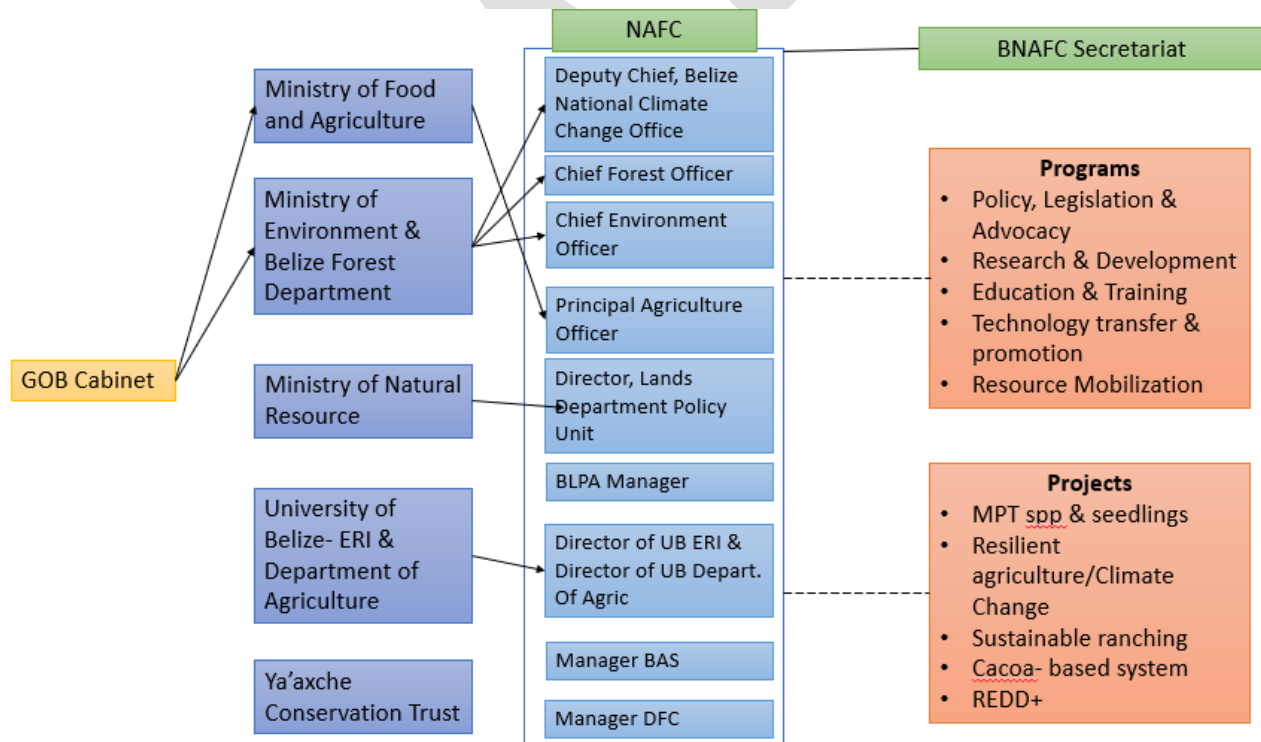 NAFC
BNAFC Secretariat
GOB Cabinet
Ministry of Food
and Agriculture
Ministry of
Environment &
Belize Forest
Department
Ministry of Natural
Resource
University of
Belize- ERI &
Department of
Agriculture
Ya’axche
Conservation Trust
Deputy Chief, Belize
National Climate
Change Office
Chief Forest Officer
Chief Environment
Officer
Principal Agriculture
Officer
Director, Lands
Department Policy
Unit
BLPA Manager
Director of UB ERI &
Director of UB Depart.
Of Agric
Manager BAS
Manager DFC
Programs
• Policy, Legislation &
Advocacy
• Research & Development
• Education & Training
• Technology transfer &
promotion
• Resource Mobilization
Projects
• MPT spp & seedlings
• Resilient
agriculture/Climate
Change
• Sustainable ranching
• Cacoa- based system
• REDD+